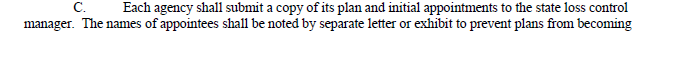 C. Each agency shall submit a copy of its plan and initial appointments to the state loss control
manager. The names of appointees shall be noted by separate letter or exhibit to prevent plans from becoming